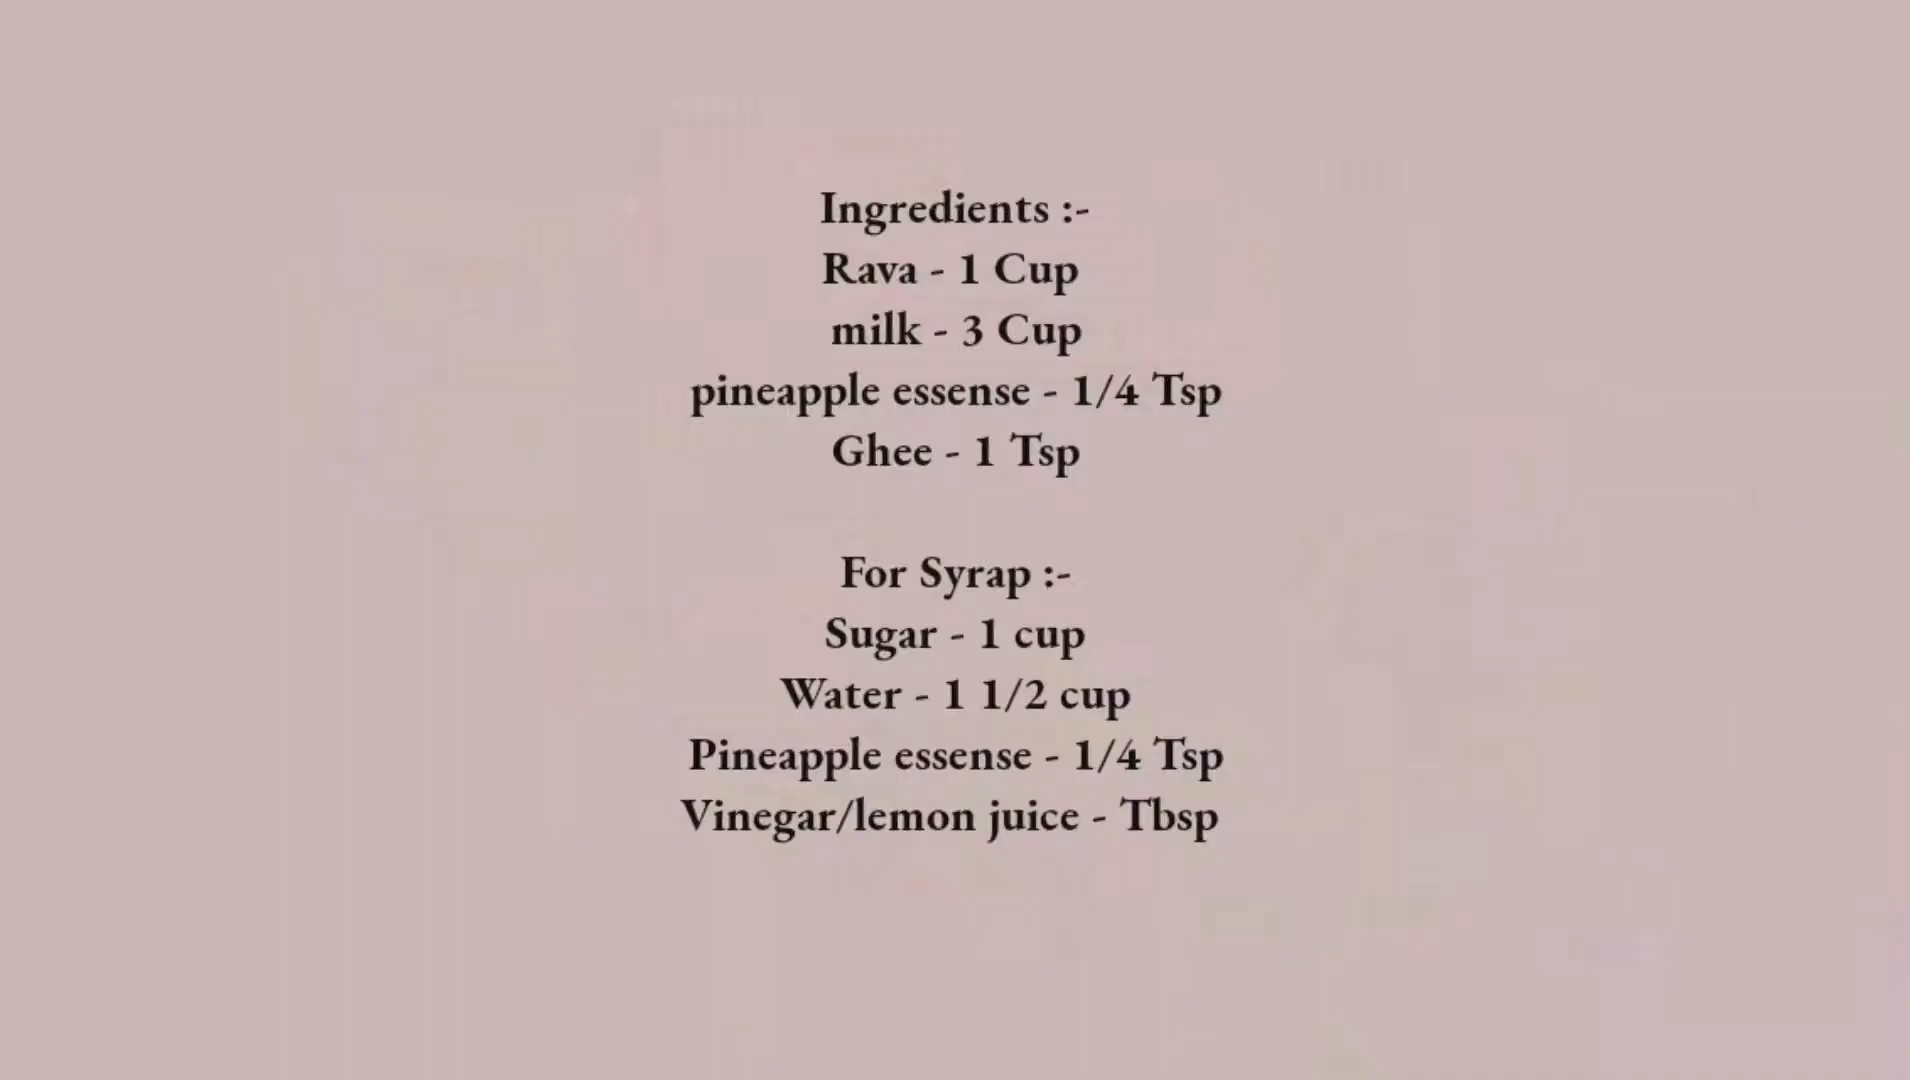 Ingredients :-
Rava - 1 Cup
milk - 3 Cup
pineapple essense - 1/4 Tsp
Ghee - 1 Tsp
For Syrap :-
Sugar - 1 cup
Water - 1 1/2 cup
Pineapple essense - 1/4 Tsp
Vinegar/lemon juice - Tbsp